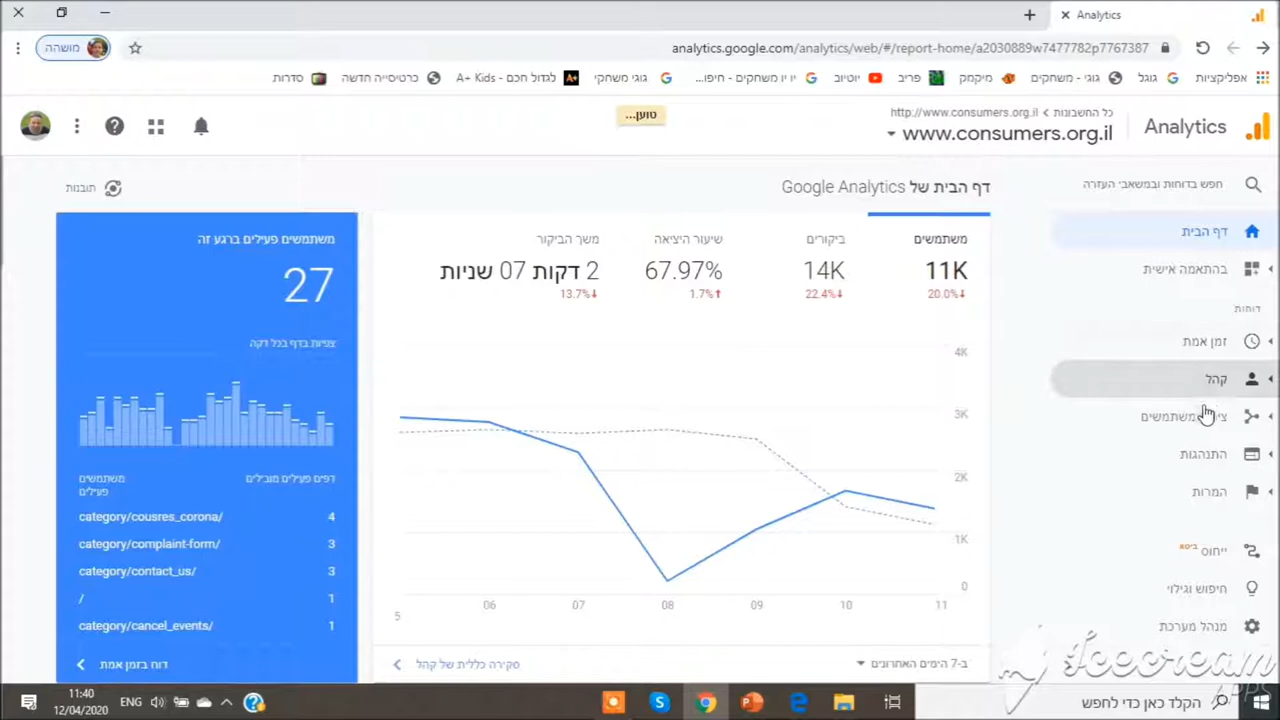 Analytics
analytics.google.com/analytics/web/#/report-home/a2030889w7477782p7767387
מושהה
אפליקציות
גוגל
גוגי - משחקים
מיקמק
פריב
יוטיוב
יו יו משחקים - חיפו...
גוגי משחקי
לגדול חכם - A+ Kids
כרטיסייה חדשה
סדרות
Analytics
כל החשבונות > http://www.consumers.org.il
www.consumers.org.il
טוען...
חפש בדוחות ובמשאבי העזרה
דף הבית
בהתאמה אישית
דוחות
זמן אמת
קהל
משתמשים
התנהגות
המרות
ייחוס ביטא
חיפוש וגילוי
מנהל מערכת
דף הבית של Google Analytics
תובנות
משתמשים
11K
20.0%
ביקורים
14K
22.4%
שיעור היציאה
67.97%
1.7%
משך הביקור
2 דקות 07 שניות
13.7%
4K
3K
2K
1K
0
5
06
07
08
09
10
11
ב-7 הימים האחרונים
סקירה כללית של קהל
משתמשים פעילים ברגע זה
27
צפיות בדף בכל דקה
דפים פעילים מובילים
משתמשים פעילים
category/cousres_corona/ 4
category/complaint-form/ 3
category/contact_us/ 3
/ 1
category/cancel_events/ 1
דוח בזמן אמת
Icecream
APPS
הקלד כאן כדי לחפש
ENG
11:40
12/04/2020